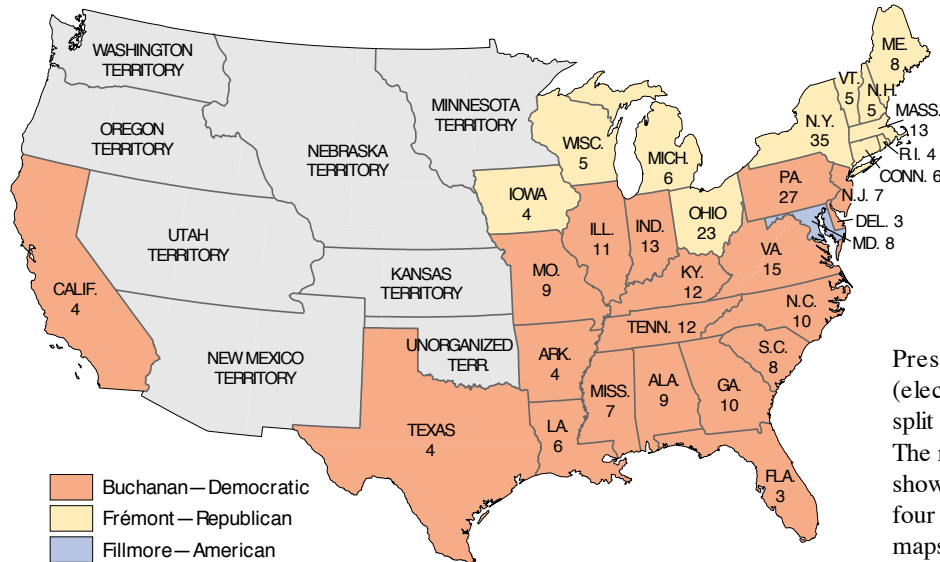 WASHINGTON
TERRITORY
OREGON
TERRITORY
CALIF.
4
UTAH
TERRITORY
NEW MEXICO
TERRITORY
NEBRASKA
TERRITORY
KANSAS
TERRITORY
UNORGANIZED
TERR.
TEXAS
4
MINNESOTA
TERRITORY
IOWA
4
MO.
9
ARK.
4
LA.
6
WISC.
5
ILL.
11
MISS.
7
MICH.
6
IND.
13
KY.
12
TENN. 12
ALA.
9
OHIO
23
GA.
10
FLA.
3
S.C.
8
N.C.
10
VA.
15
PA.
27
N.Y.
35
VT.
5
N.H.
5
ME.
8
MASS.
13
R.I. 4
CONN. 6
N.J. 7
DEL. 3
MD. 8
Buchanan—Democratic
Frémont—Republican
Fillmore—American
Pres
(elec
split
The r
show
four
maps